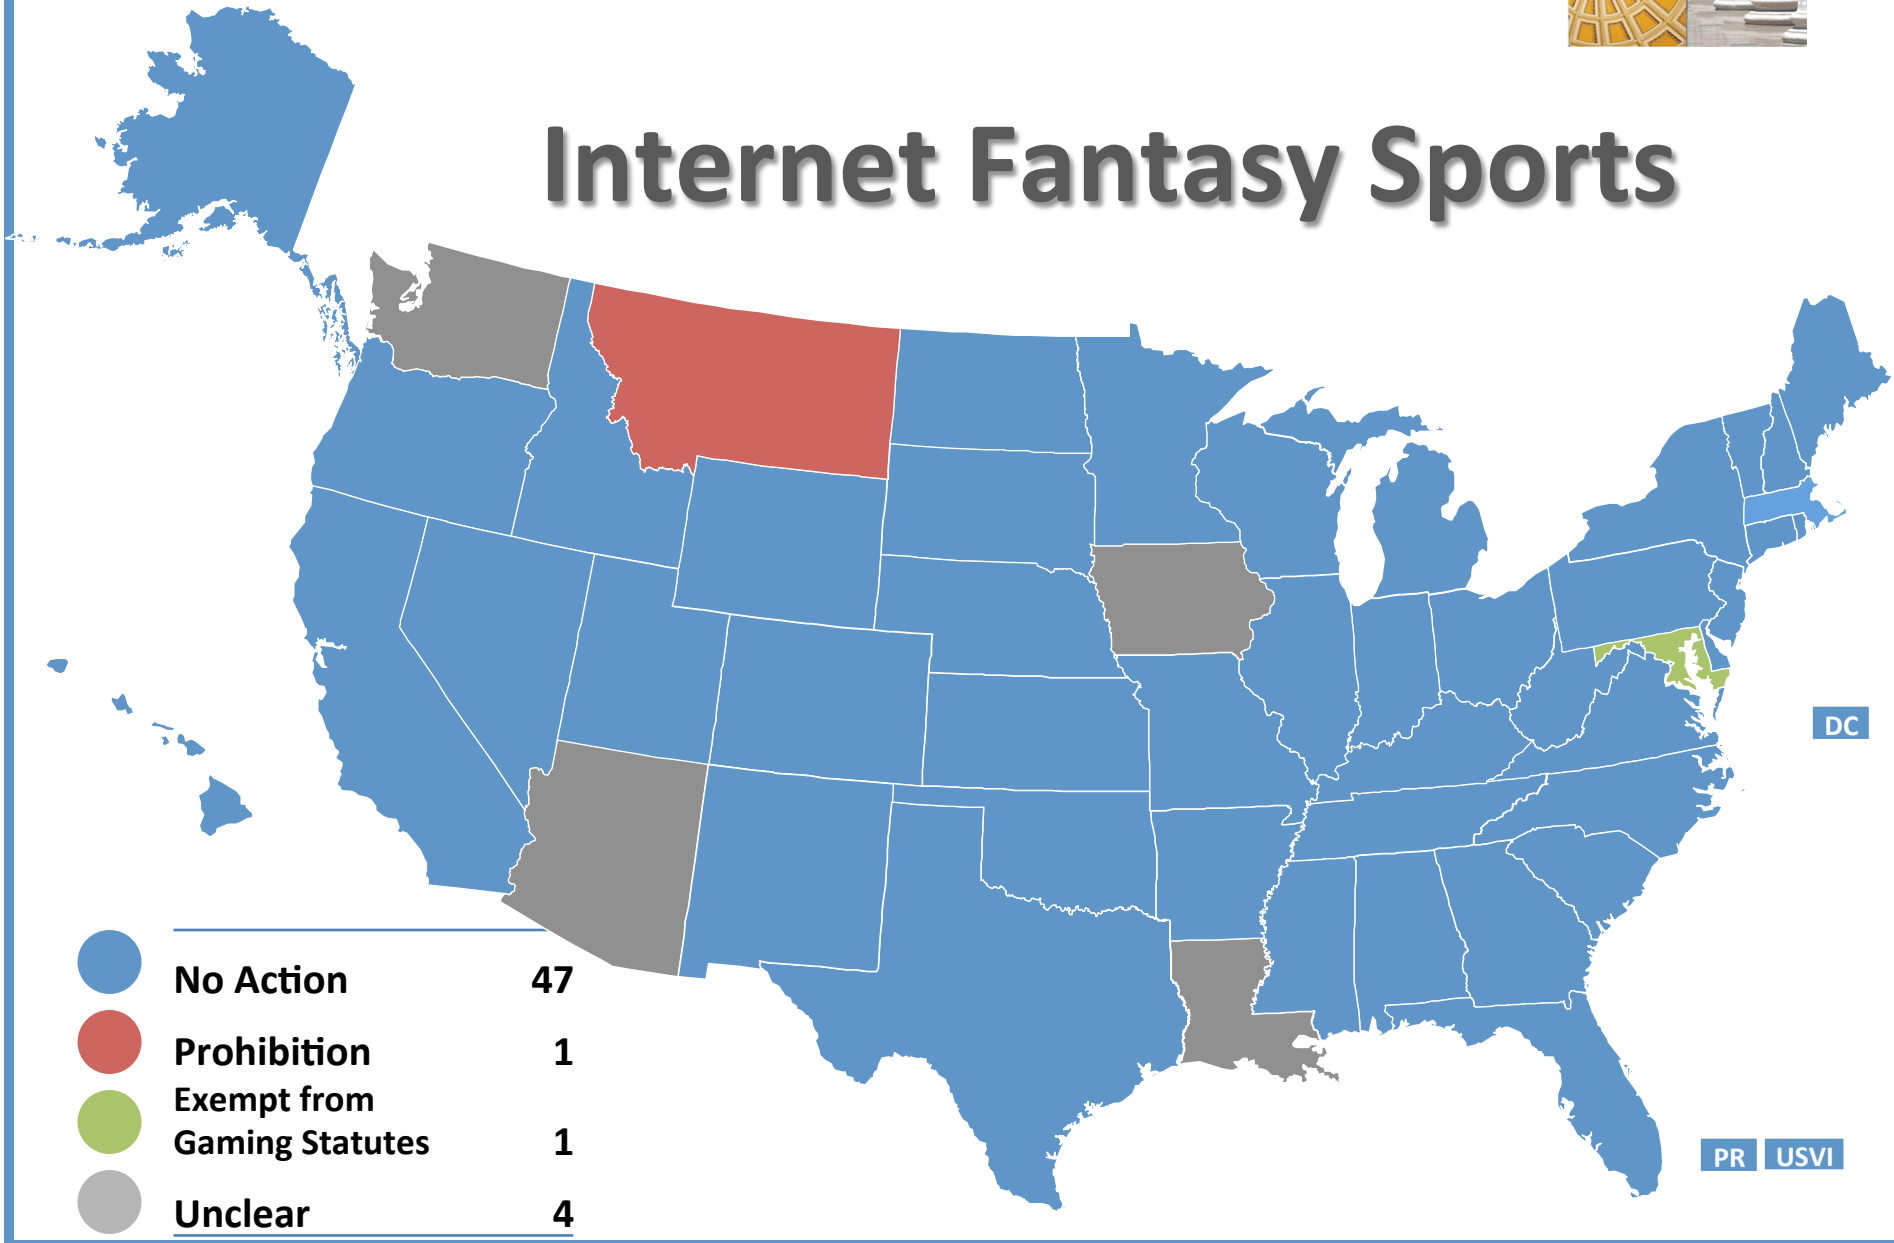 Internet Fantasy Sports
DC
No Action 47
Prohibition 1
Exempt from
Gaming Statutes 1
Unclear 4
PR USVI